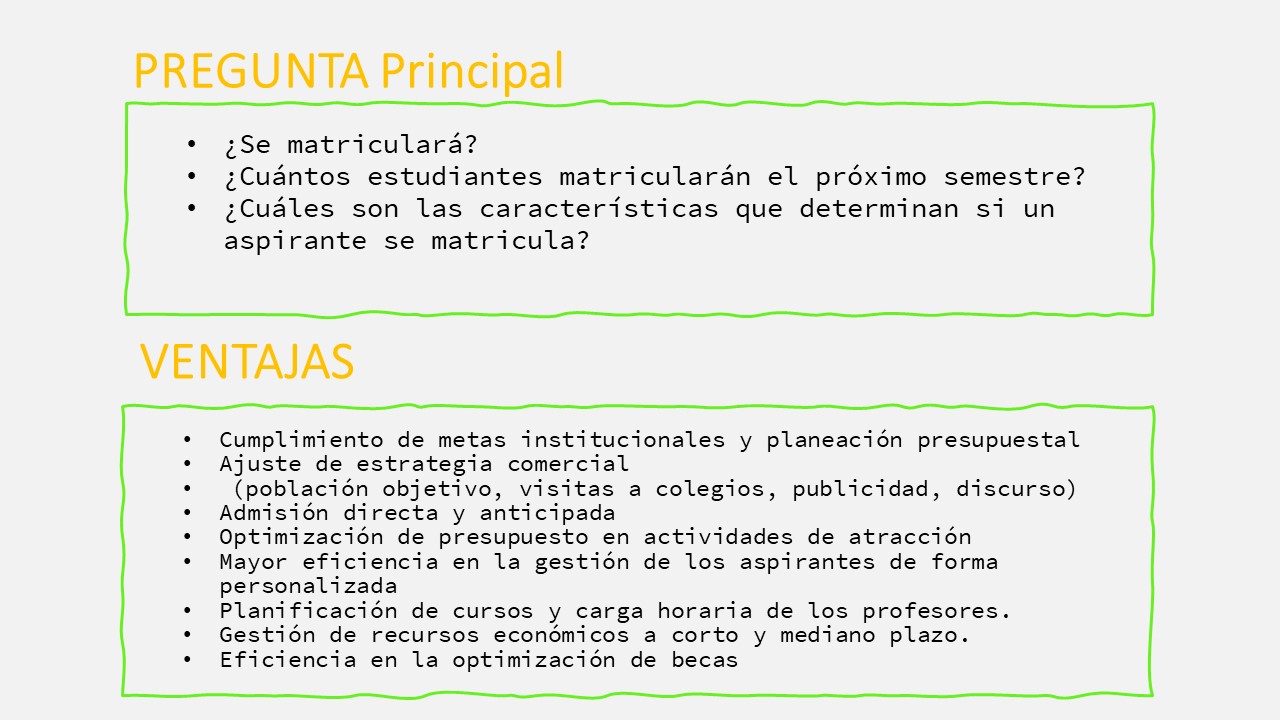 PREGUNTA Principal
• ¿Se matriculará?
• ¿Cuántos estudiantes matricularán el próximo semestre?
• ¿Cuáles son las características que determinan si un
aspirante se matricula?
VENTAJAS
• Cumplimiento de metas institucionales y planeación presupuestal
• Ajuste de estrategia comercial
• (población objetivo, visitas a colegios, publicidad, discurso)
• Admisión directa y anticipada
• Optimización de presupuesto en actividades de atracción
• Mayor eficiencia en la gestión de los aspirantes de forma
personalizada
• Planificación de cursos y carga horaria de los profesores.
• Gestión de recursos económicos a corto y mediano plazo.
• Eficiencia en la optimización de becas